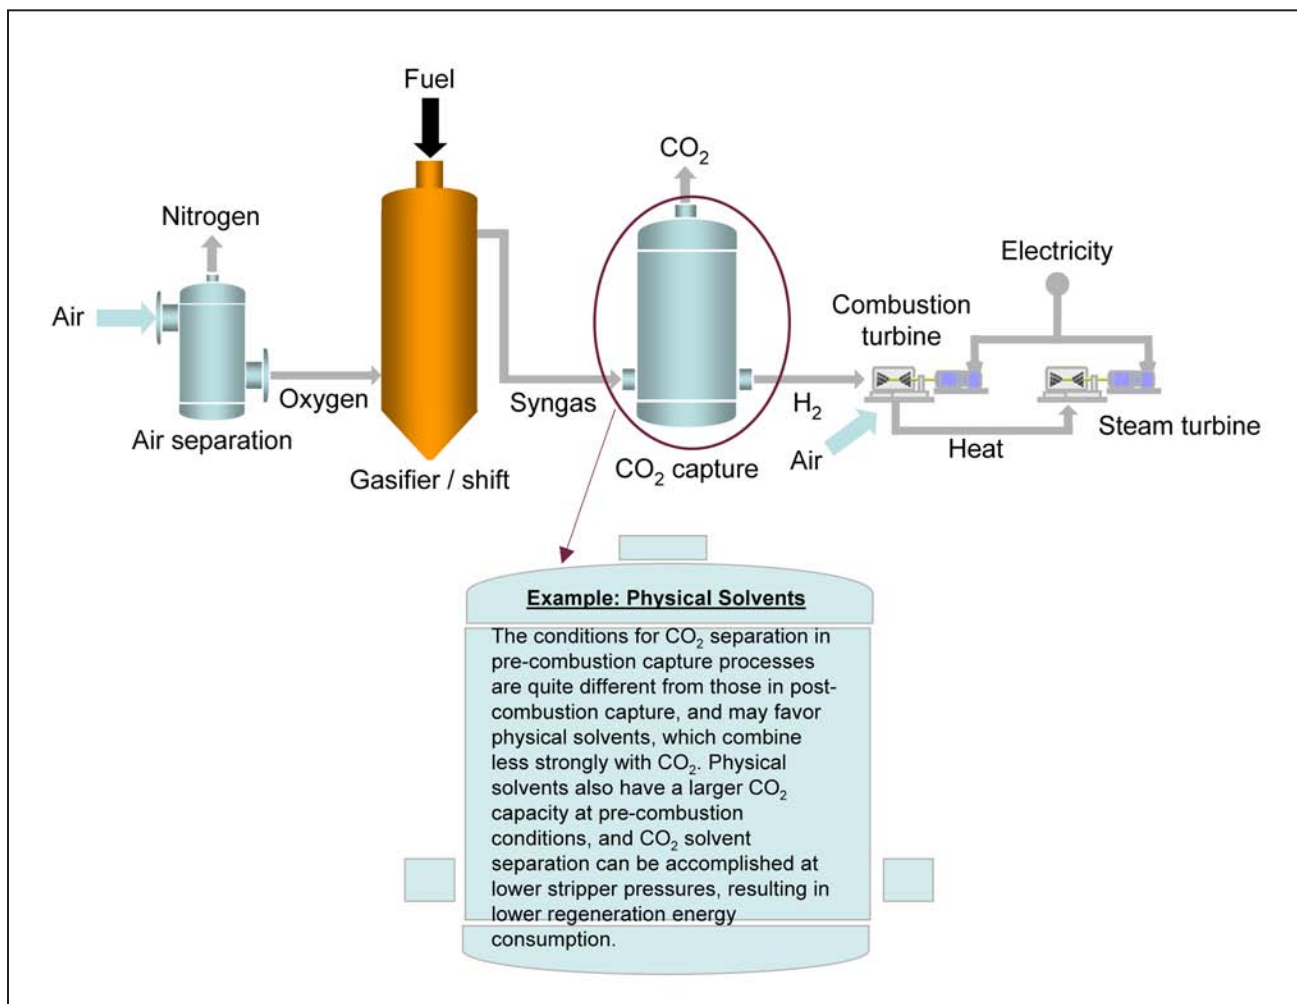 Fuel
CO₂
Nitrogen
Electricity
Air
Combustion
turbine
Oxygen
Syngas
H₂
Air separation
Steam turbine
Air
Heat
Gasifier / shift
CO₂ capture
Example: Physical Solvents
The conditions for CO₂ separation in
pre-combustion capture processes
are quite different from those in post-
combustion capture, and may favor
physical solvents, which combine
less strongly with CO₂. Physical
solvents also have a larger CO₂
capacity at pre-combustion
conditions, and CO₂ solvent
separation can be accomplished at
lower stripper pressures, resulting in
lower regeneration energy
consumption.